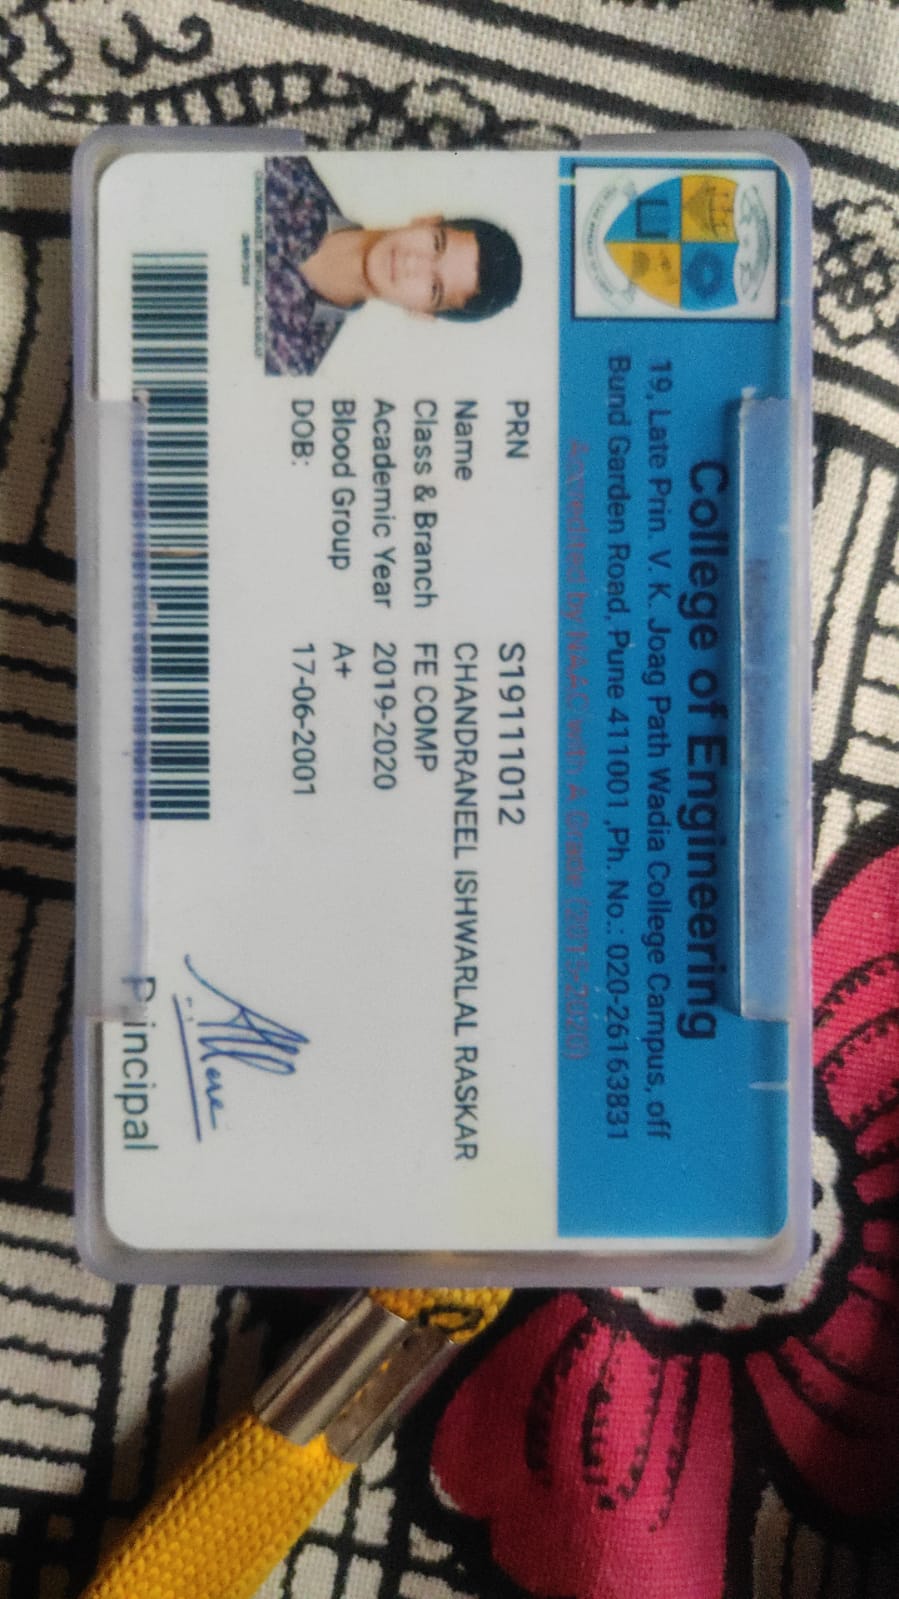 College of Engineering
19, Late Prin. V. K. Joag Path Wadia College Campus, off
Bund Garden Road, Pune 411001 ,Ph. No.: 020-26163831
Accredited by NAAC with A Grade (2015-2020)
PRN S19111012
Name CHANDRANEEL ISHWARLAL RASKAR
Class & Branch FE COMP
Academic Year 2019-2020
Blood Group A+
DOB: 17-06-2001
Principal